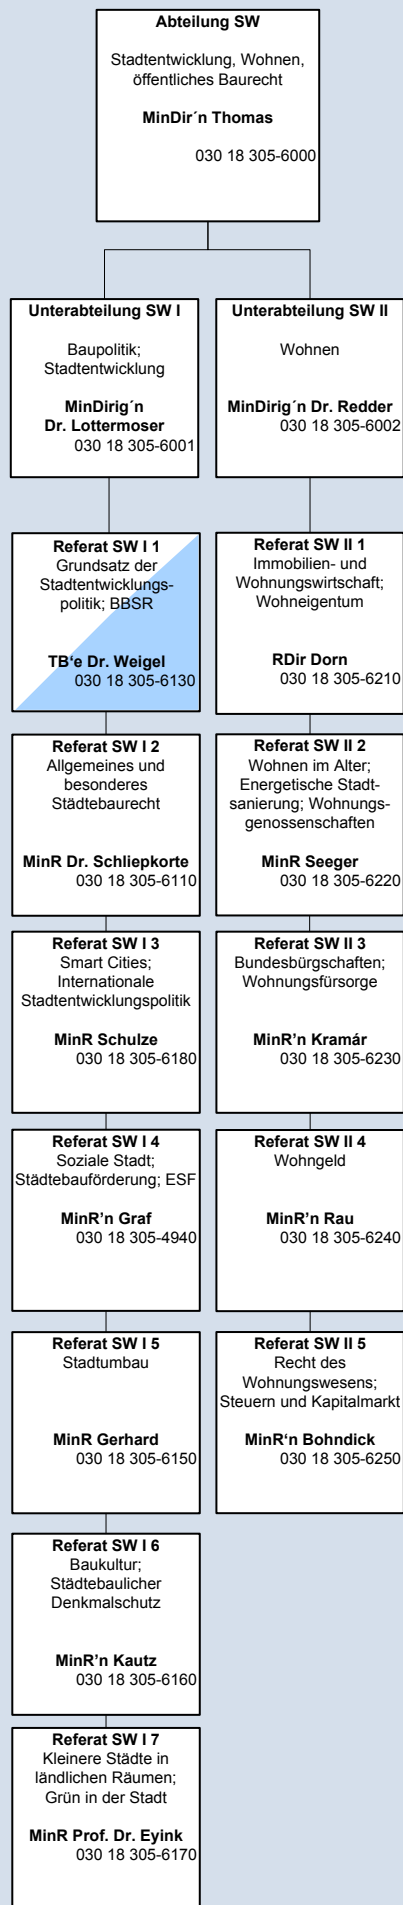 Abteilung SW
Stadtentwicklung, Wohnen,
öffentliches Baurecht
MinDir´n Thomas
030 18 305-6000
Unterabteilung SW I
Baupolitik;
Stadtentwicklung
MinDirig´n
Dr. Lottermoser
030 18 305-6001
Referat SW I 1
Grundsatz der
Stadtentwicklungs-
politik; BBSR
TB‘e Dr. Weigel
030 18 305-6130
Referat SW I 2
Allgemeines und
besonderes
Städtebaurecht
MinR Dr. Schliepkorte
030 18 305-6110
Referat SW I 3
Smart Cities;
Internationale
Stadtentwicklungspolitik
MinR Schulze
030 18 305-6180
Referat SW I 4
Soziale Stadt;
Städtebauförderung; ESF
MinR’n Graf
030 18 305-4940
Referat SW I 5
Stadtumbau
MinR Gerhard
030 18 305-6150
Referat SW I 6
Baukultur;
Städtebaulicher
Denkmalschutz
MinR’n Kautz
030 18 305-6160
Referat SW I 7
Kleinere Städte in
ländlichen Räumen;
Grün in der Stadt
MinR Prof. Dr. Eyink
030 18 305-6170
Unterabteilung SW II
Wohnen
MinDirig´n Dr. Redder
030 18 305-6002
Referat SW II 1
Immobilien- und
Wohnungswirtschaft;
Wohneigentum
RDir Dorn
030 18 305-6210
Referat SW II 2
Wohnen im Alter;
Energetische Stadt-
sanierung; Wohnungs-
genossenschaften
MinR Seeger
030 18 305-6220
Referat SW II 3
Bundesbürgschaften;
Wohnungsfürsorge
MinR’n Kramár
030 18 305-6230
Referat SW II 4
Wohngeld
MinR’n Rau
030 18 305-6240
Referat SW II 5
Recht des
Wohnungswesens;
Steuern und Kapitalmarkt
MinR‘n Bohndick
030 18 305-6250